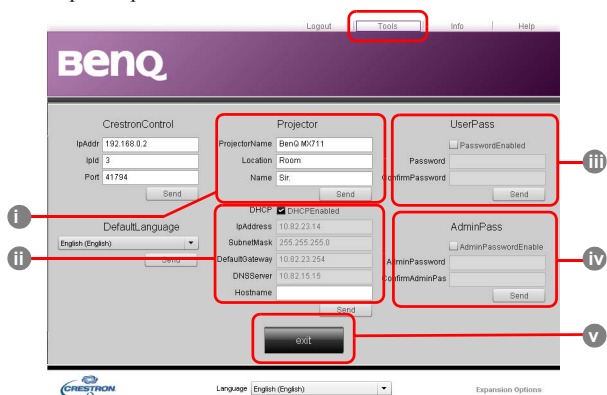 Logout Tools Info Help
BenQ
CrestronControl
IpAddr 192.168.0.2
IpId 3
Port 41794
Send
Projector
ProjectorName BenQ MX711
Location Room
Name Sir.
Send
UserPass
PasswordEnabled
Password
ConfirmPassword
Send
iii
i
DefaultLanguage
English (English)
Send
ii
DHCP DHCPEnabled
IpAddress 10.82.23.14
SubnetMask 255.255.255.0
DefaultGateway 10.82.23.254
DNSServer 10.82.15.15
Hostname
Send
AdminPass
AdminPasswordEnable
AdminPassword
ConfirmAdminPas
Send
iv
exit
v
CRESTRON
Language English (English)
Expansion Options